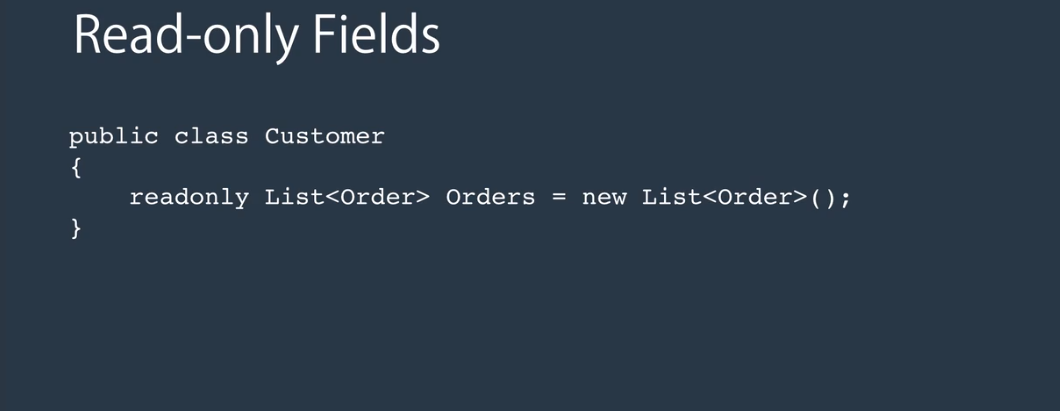 Read-only Fields
public class Customer
{
    readonly List<Order> Orders = new List<Order>();
}